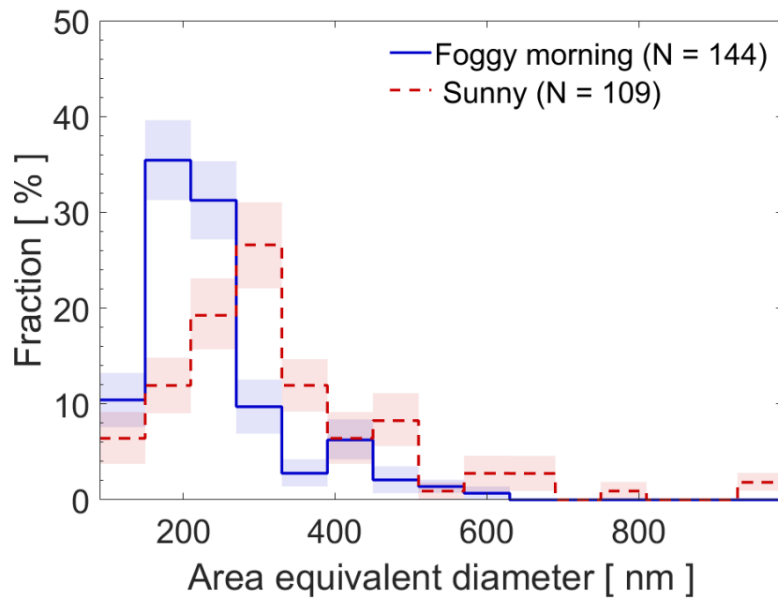 50
40
30
20
10
0
Fraction [ % ]
Foggy morning (N = 144)
Sunny (N = 109)
200
400
600
800
Area equivalent diameter [ nm ]